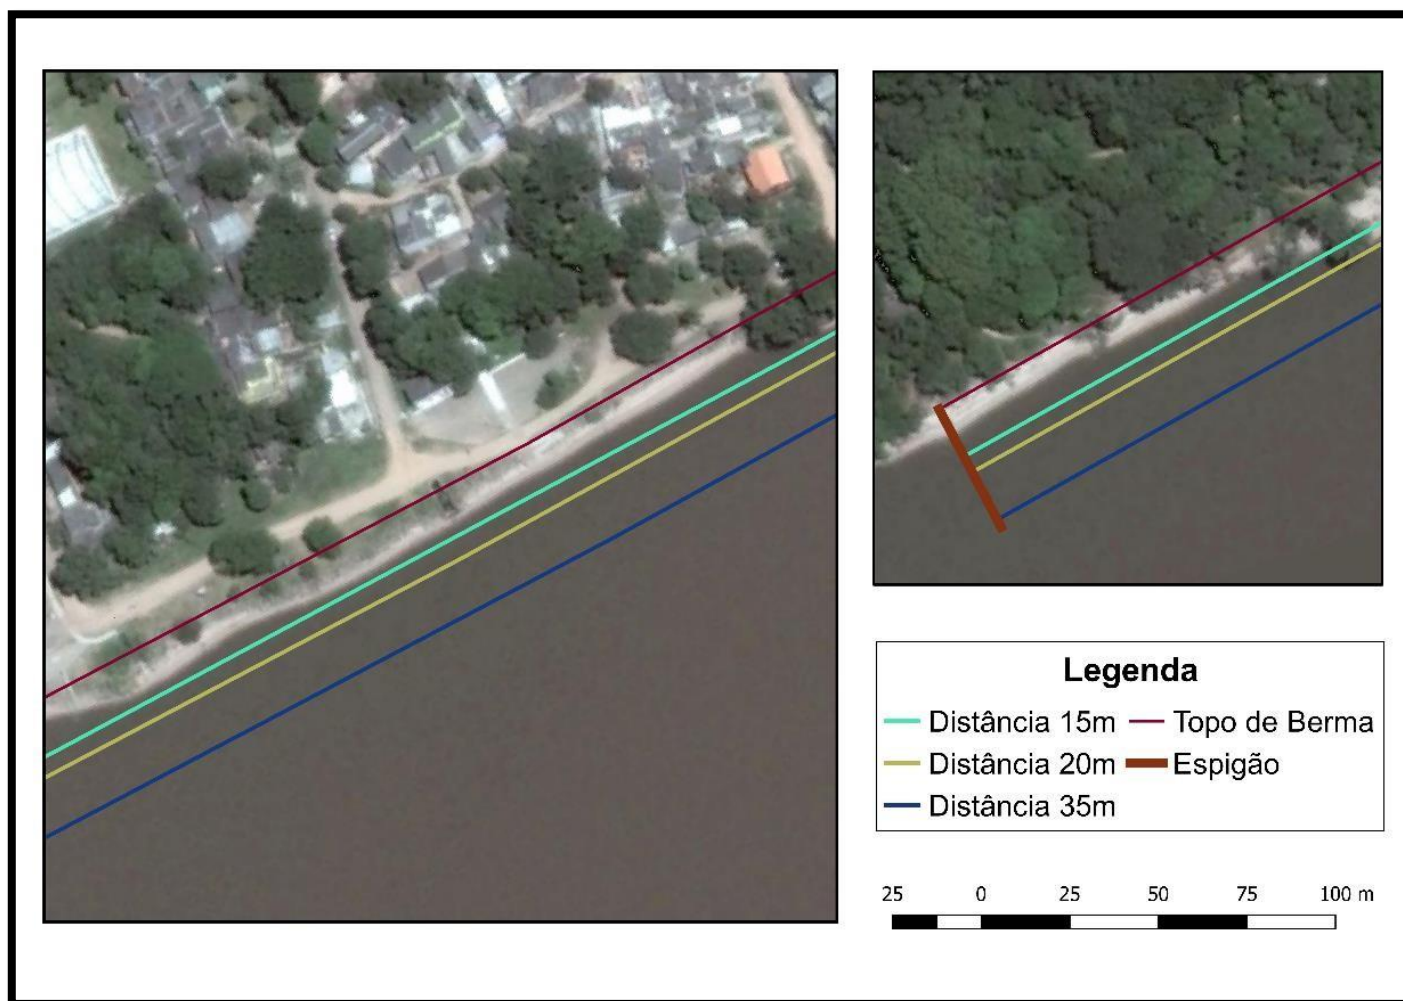 Legenda
Distância 15m Topo de Berma
Distância 20m Espigão
Distância 35m
25 0 25 50 75 100 m